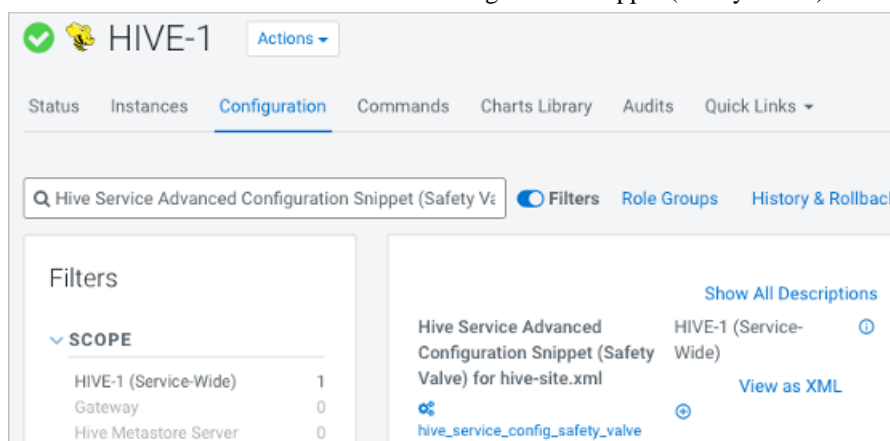 HIVE-1 Actions
Status Instances Configuration Commands Charts Library Audits Quick Links
Hive Service Advanced Configuration Snippet (Safety Va Filters Role Groups History & Rollback
Filters
SCOPE
HIVE-1 (Service-Wide) 1
Gateway 0
Hive Metastore Server 0
Show All Descriptions
Hive Service Advanced
Configuration Snippet (Safety
Valve) for hive-site.xml
hive_service_config_safety_valve
HIVE-1 (Service-
Wide)
View as XML